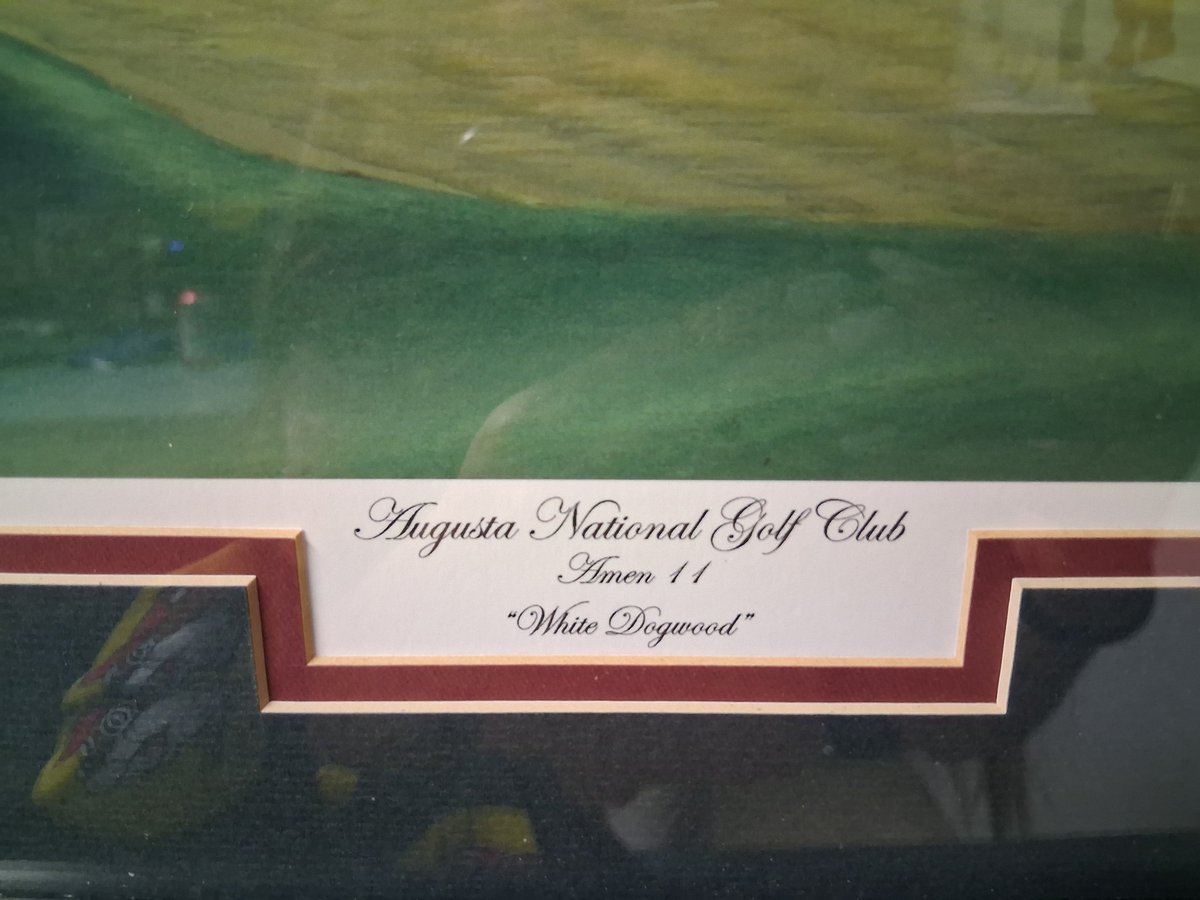 Augusta National Golf Club
Amen 11
“White Dogwood”